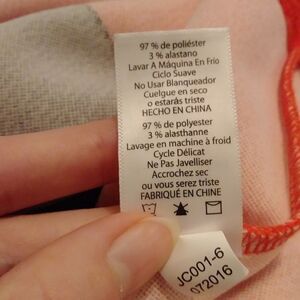 97 % de poliéster
3 % alastano
Lavar A Máquina En Frio
Ciclo Suave
No Usar Blanqueador
Cuelgue en seco
o estarás triste
HECHO EN CHINA
97 % de polyester
3 % alasthanne
Lavage en machine à froid
Cycle Délicat
Ne Pas Javelliser
Accrochez sec
ou vous serez triste
FABRIQUÉ EN CHINE
JC001-6
072016